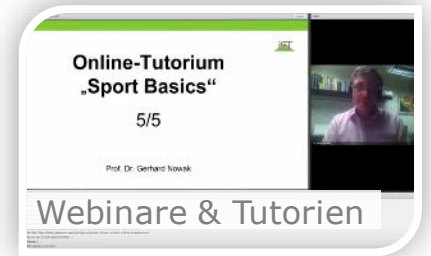 Online-Tutorium
„Sport Basics“
5/5
Prof. Dr. Gerhard Nowak
Webinare & Tutorien